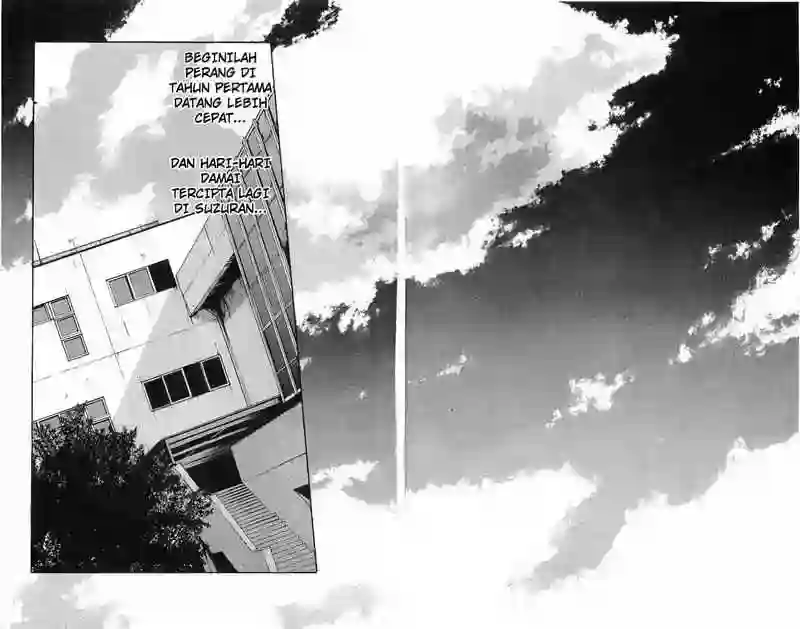 BEGINILAH
PERANG DI
TAHUN PERTAMA
DATANG LEBIH
CEPAT...
DAN HARI-HARI
DAMAI
TERCIPTA LAGI
DI SUZURAN...